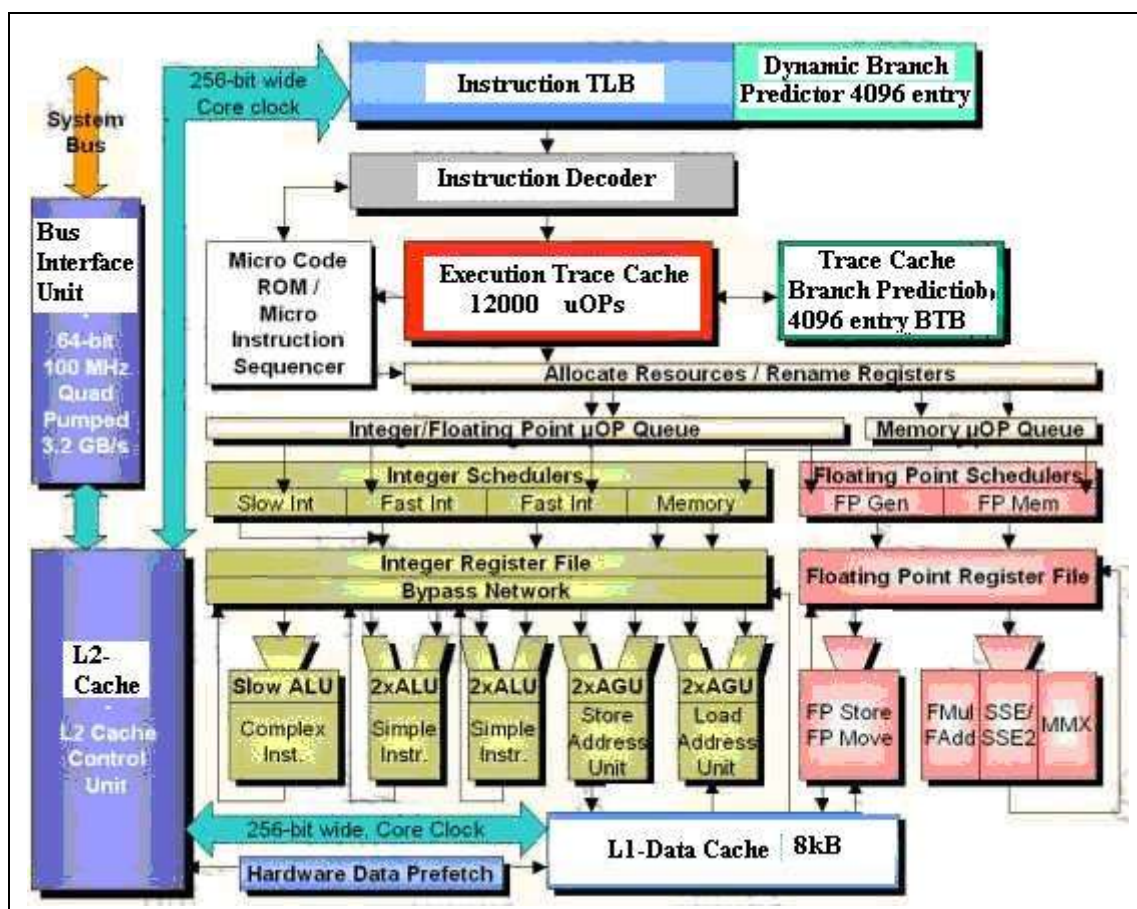 256-bit wide
Core clock
Instruction TLB
Dynamic Branch
Predictor 4096 entry
System
Bus
Instruction Decoder
Bus
Interface
Unit
64-bit
100 MHz
Quad
Pumped
3.2 GB/s
Micro Code
ROM /
Micro
Instruction
Sequencer
Execution Trace Cache
12000 uOPs
Trace Cache
Branch Prediction,
4096 entry BTB
Allocate Resources / Rename Registers
Integer/Floating Point µOP Queue
Memory µOP Queue
Integer Schedulers
Floating Point Schedulers
Slow Int
Fast Int
Fast Int
Memory
FP Gen
FP Mem
Integer Register File
Bypass Network
Floating Point Register File
L2-
Cache
L2 Cache
Control
Unit
Slow ALU
Complex
Inst.
2xALU
Simple
Instr.
2xALU
Simple
Instr.
2xAGU
Store
Address
Unit
2xAGU
Load
Address
Unit
FP Store
FP Move
FMul
FAdd
SSE/
SSE2
MMX
256-bit wide, Core Clock
L1-Data Cache 8kB
Hardware Data Prefetch